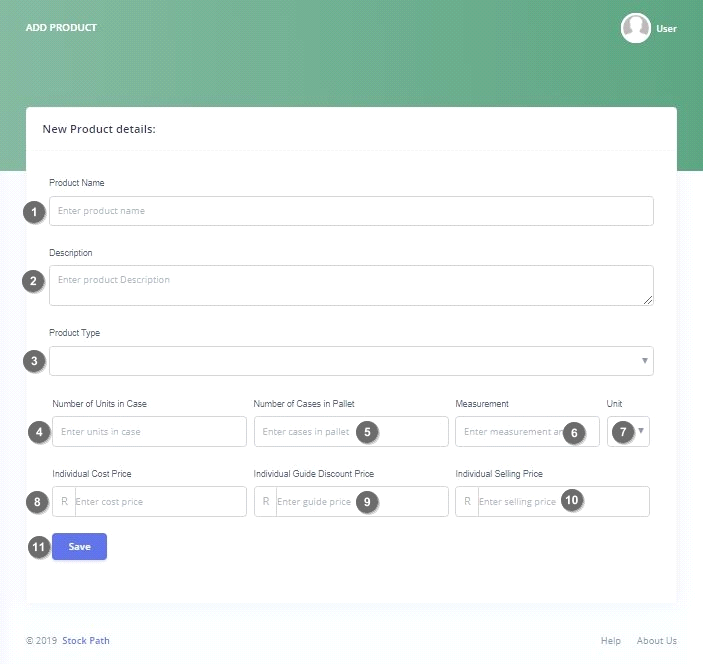 ADD PRODUCT
User
New Product details:
Product Name
1 Enter product name
Description
2 Enter product Description
Product Type
3
Number of Units in Case Number of Cases in Pallet Measurement Unit
4 Enter units in case Enter cases in pallet 5 Enter measurement 6 7
Individual Cost Price Individual Guide Discount Price Individual Selling Price
8 R Enter cost price R Enter guide price 9 R Enter selling price 10
11 Save
© 2019 Stock Path Help About Us